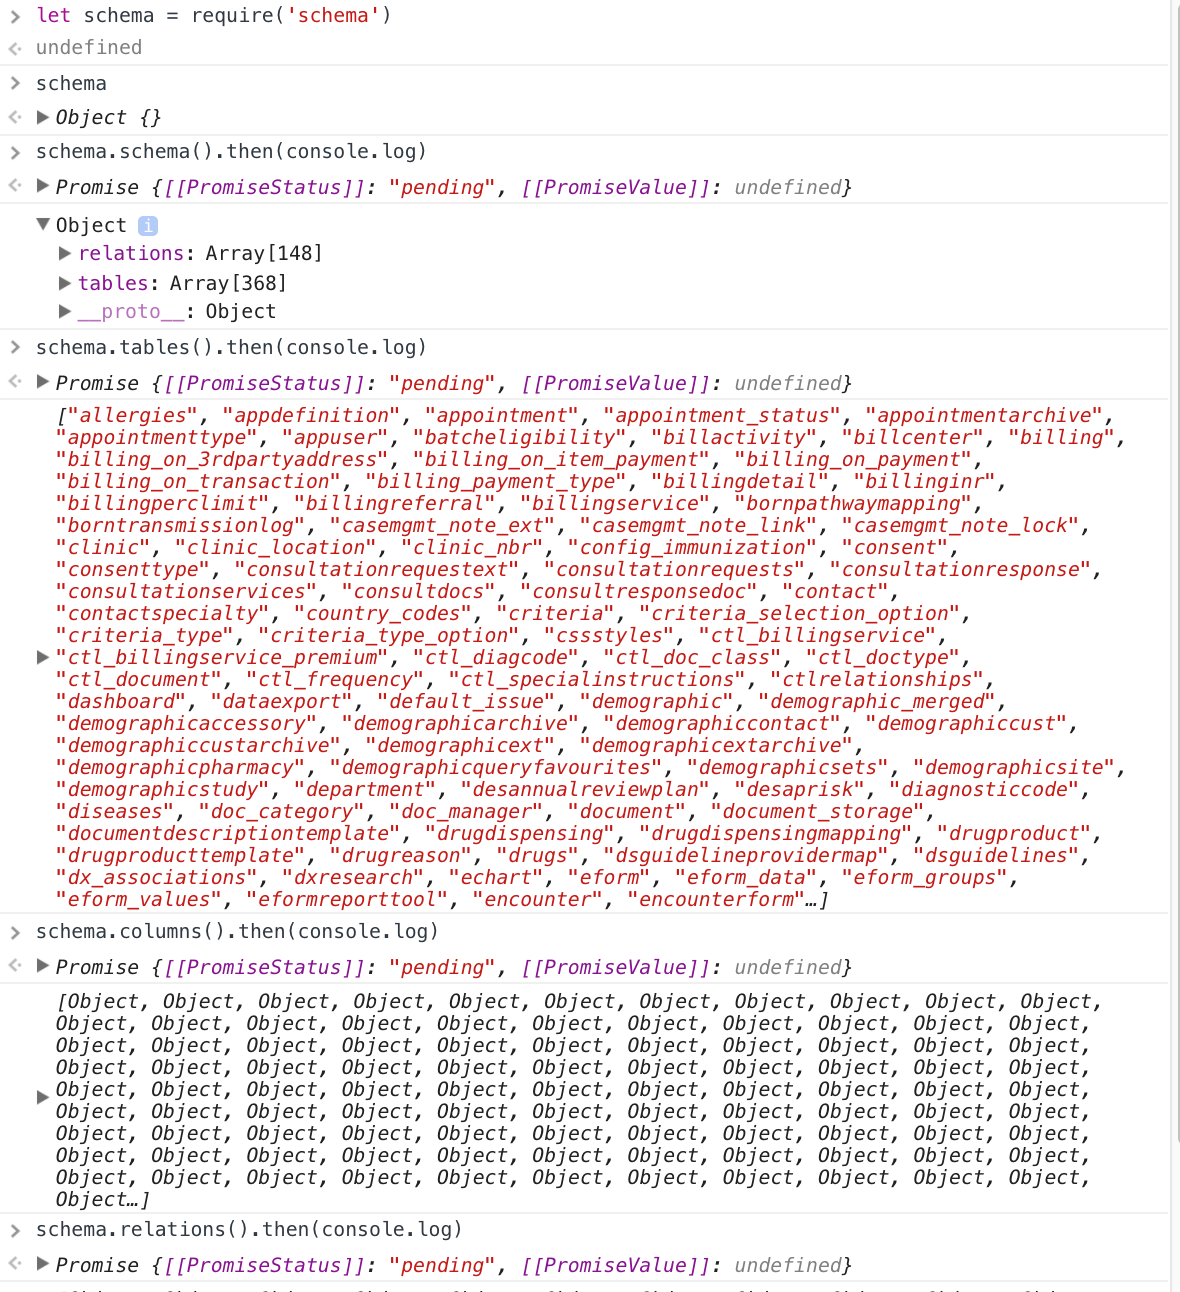 let schema = require('schema')
undefined
schema
Object {}
schema.schema().then(console.log)
Promise {[[PromiseStatus]]: "pending", [[PromiseValue]]: undefined}
Object i
relations: Array[148]
tables: Array[368]
__proto__: Object
schema.tables().then(console.log)
Promise {[[PromiseStatus]]: "pending", [[PromiseValue]]: undefined}
["allergies", "appdefinition", "appointment", "appointment_status", "appointmentarchive",
"appointmenttype", "appuser", "batcheligibility", "billactivity", "billcenter", "billing",
"billing_on_3rdpartyaddress", "billing_on_item_payment", "billing_on_payment",
"billing_on_transaction", "billing_payment_type", "billingdetail", "billinginr",
"billingperclimit", "billingreferral", "billingservice", "bornpathwaymapping",
"borntransmissionlog", "casemgmt_note_ext", "casemgmt_note_link", "casemgmt_note_lock",
"clinic", "clinic_location", "clinic_nbr", "config_immunization", "consent",
"consenttype", "consultationrequestext", "consultationrequests", "consultationresponse",
"consultationservices", "consultdocs", "consultresponsedoc", "contact",
"contactspecialty", "country_codes", "criteria", "criteria_selection_option",
"criteria_type", "criteria_type_option", "cssstyles", "ctl_billingservice",
"ctl_billingservice_premium", "ctl_diagcode", "ctl_doc_class", "ctl_doctype",
"ctl_document", "ctl_frequency", "ctl_specialinstructions", "ctlrelationships",
"dashboard", "dataexport", "default_issue", "demographic", "demographic_merged",
"demographicaccessory", "demographicarchive", "demographiccontact", "demographiccust",
"demographiccustarchive", "demographicext", "demographicextarchive",
"demographicpharmacy", "demographicqueryfavourites", "demographicsets", "demographicsite",
"demographicstudy", "department", "desannualreviewplan", "desaprisk", "diagnosticcode",
"diseases", "doc_category", "doc_manager", "document", "document_storage",
"documentdescriptiontemplate", "drugdispensing", "drugdispensingmapping", "drugproduct",
"drugproducttemplate", "drugreason", "drugs", "dsguidelineprovidermap", "dsguidelines",
"dx_associations", "dxresearch", "echart", "eform", "eform_data", "eform_groups",
"eform_values", "eformreporttool", "encounter", "encounterform"…]
schema.columns().then(console.log)
Promise {[[PromiseStatus]]: "pending", [[PromiseValue]]: undefined}
[Object, Object, Object, Object, Object, Object, Object, Object, Object, Object, Object,
Object, Object, Object, Object, Object, Object, Object, Object, Object, Object, Object,
Object, Object, Object, Object, Object, Object, Object, Object, Object, Object, Object,
Object, Object, Object, Object, Object, Object, Object, Object, Object, Object, Object,
Object, Object, Object, Object, Object, Object, Object, Object, Object, Object, Object,
Object, Object, Object, Object, Object, Object, Object, Object, Object, Object, Object,
Object, Object, Object, Object, Object, Object, Object, Object, Object, Object, Object,
Object, Object, Object, Object, Object, Object, Object, Object, Object, Object, Object,
Object, Object, Object, Object, Object, Object, Object, Object, Object, Object, Object,
Object…]
schema.relations().then(console.log)
Promise {[[PromiseStatus]]: "pending", [[PromiseValue]]: undefined}